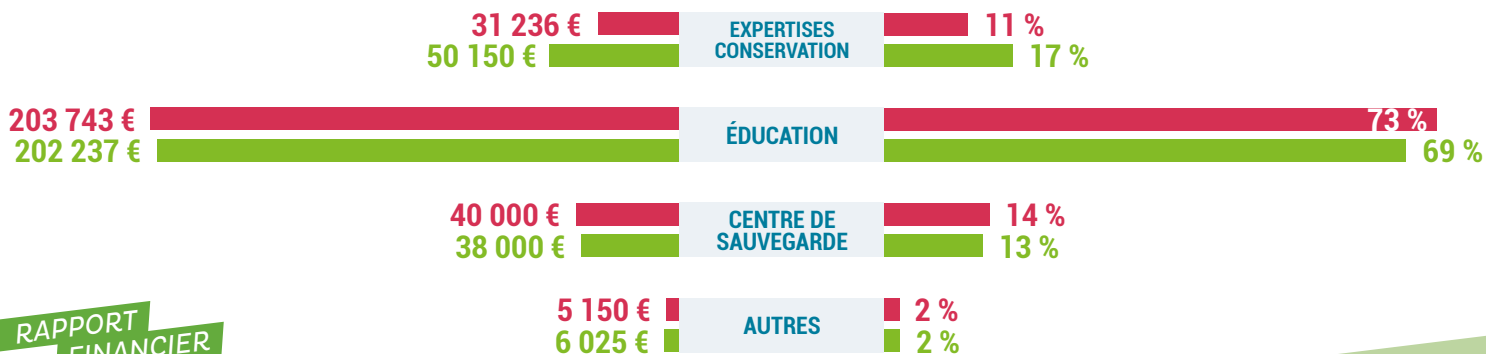 31 236 € EXPERTISES CONSERVATION 11 %
50 150 € 17 %
203 743 € ÉDUCATION 73 %
202 237 € 69 %
40 000 € CENTRE DE SAUVEGARDE 14 %
38 000 € 13 %
5 150 € AUTRES 2 %
6 025 € 2 %
RAPPORT
FINANCIER